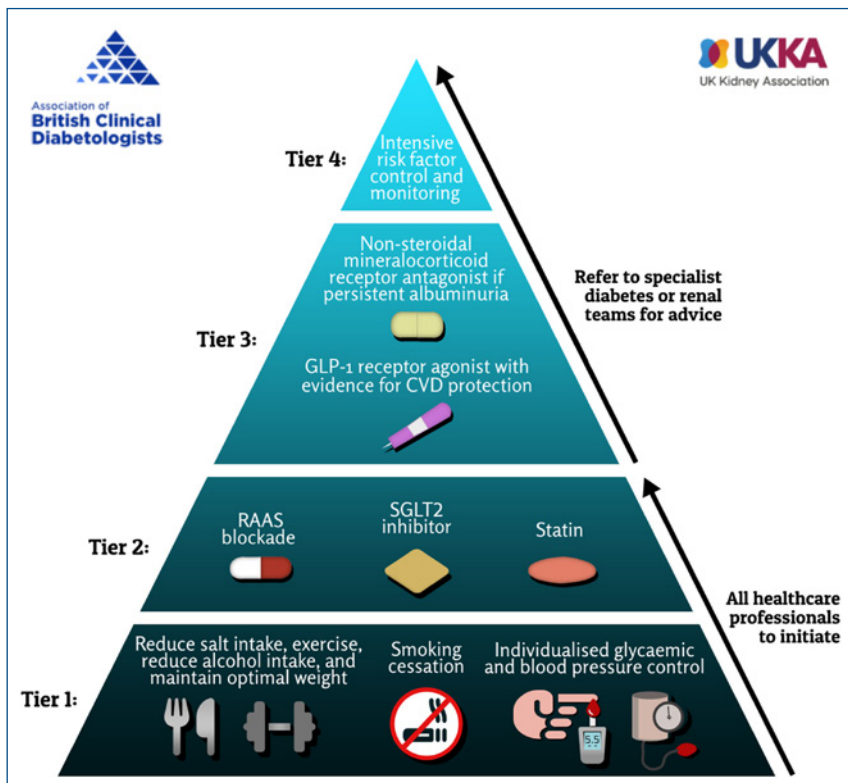 Association of
British Clinical
Diabetologists
UKKA
UK Kidney Association
Tier 4:
Intensive
risk factor
control and
monitoring
Non-steroidal
mineralocorticoid
receptor antagonist if
persistent albuminuria
Tier 3:
GLP-1 receptor agonist with
evidence for CVD protection
Refer to specialist
diabetes or renal
teams for advice
Tier 2:
RAAS
blockade
SGLT2
inhibitor
Statin
All healthcare
professionals
to initiate
Tier 1:
Reduce salt intake, exercise,
reduce alcohol intake, and
maintain optimal weight
Smoking
cessation
Individualised glycaemic
and blood pressure control
5.5